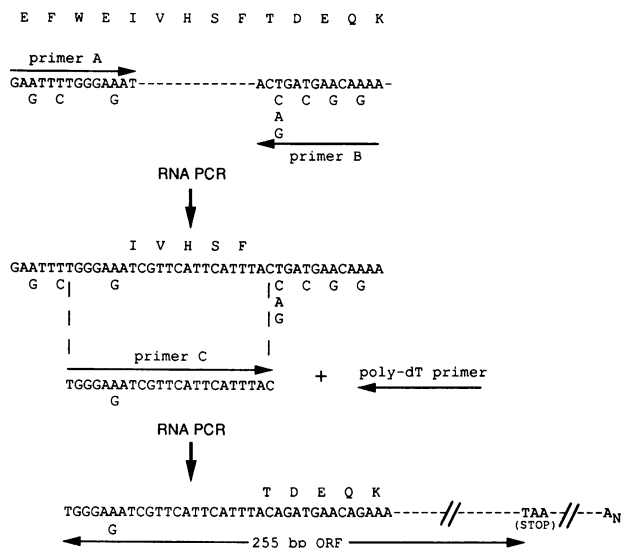 E F W E I V H S F T D E Q K
primer A
GAATTTTGGGAAAT-----------ACTGATGAACAAAA-
G C G C C G G
A
G
primer B
RNA PCR
I V H S F
GAATTTTGGGAAATCGTTCATTCATTTACTGATGAACAAAA
G C G C C G G
A
G
primer C
+ poly-dT primer
TGGGAAATCGTTCATTCATTTAC
G
RNA PCR
T D E Q K
TGGGAAATCGTTCATTCATTTACAGATGAACAGAAA-----//------TAA--//---AN
G (STOP)
255 bp ORF